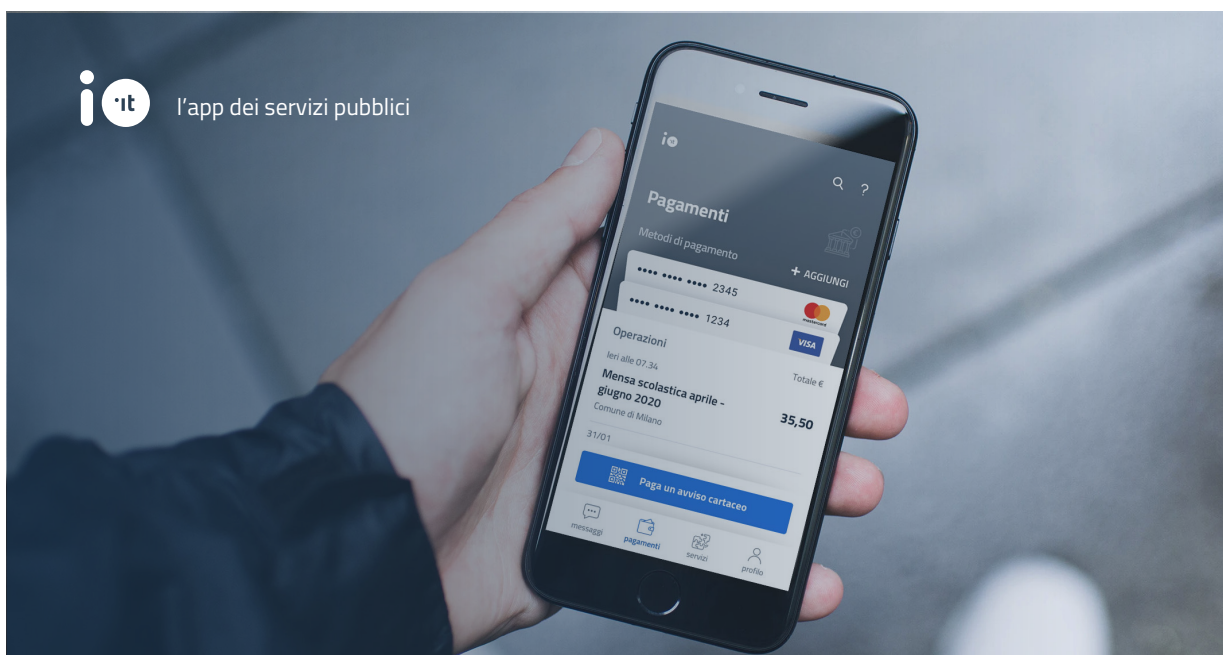 io it l'app dei servizi pubblici
io
Pagamenti
Metodi di pagamento
+ AGGIUNGI
•••• •••• •••• 2345
mastercard
•••• •••• •••• 1234
VISA
Operazioni
Totale €
Ieri alle 07.34
Mensa scolastica aprile -
giugno 2020
35,50
Comune di Milano
31/01
Paga un avviso cartaceo
messaggi
pagamenti
servizi
profilo